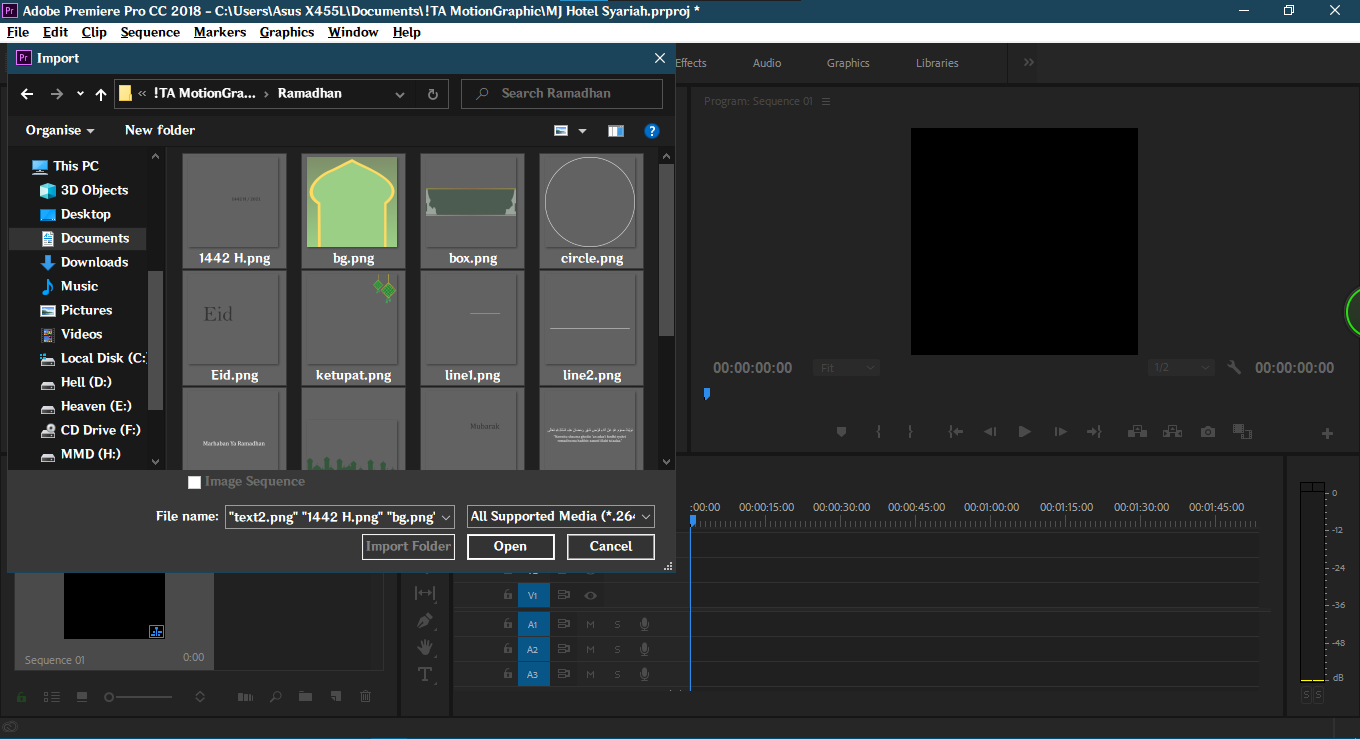 Adobe Premiere Pro CC 2018 - C:\Users\Asus X455L\Documents\!TA MotionGraphic\MJ Hotel Syariah.prproj *
File Edit Clip Sequence Markers Graphics Window Help
Import
Effects Audio Graphics Libraries
« !TA MotionGra... › Ramadhan
Search Ramadhan
Program: Sequence 01
Organise
New folder
This PC
3D Objects
Desktop
Documents
Downloads
Music
Pictures
Videos
Local Disk (C:
Hell (D:)
Heaven (E:)
CD Drive (F:)
MMD (H:)
1442 H.png
bg.png
box.png
circle.png
Eid
Eid.png
ketupat.png
line1.png
line2.png
Marhaban Ya Ramadhan
Mubarak
Image Sequence
File name: "text2.png" "1442 H.png" "bg.png"
All Supported Media (*.264
Import Folder
Open
Cancel
00:00:00:00
Fit
1/2
00:00:00:00
:00:00 00:00:15:00 00:00:30:00 00:00:45:00 00:01:00:00 00:01:15:00 00:01:30:00 00:01:45:00
V1
A1 M S
A2 M S
A3 M S
0
-12
-24
-36
-48
dB
S S
Sequence 01
0:00